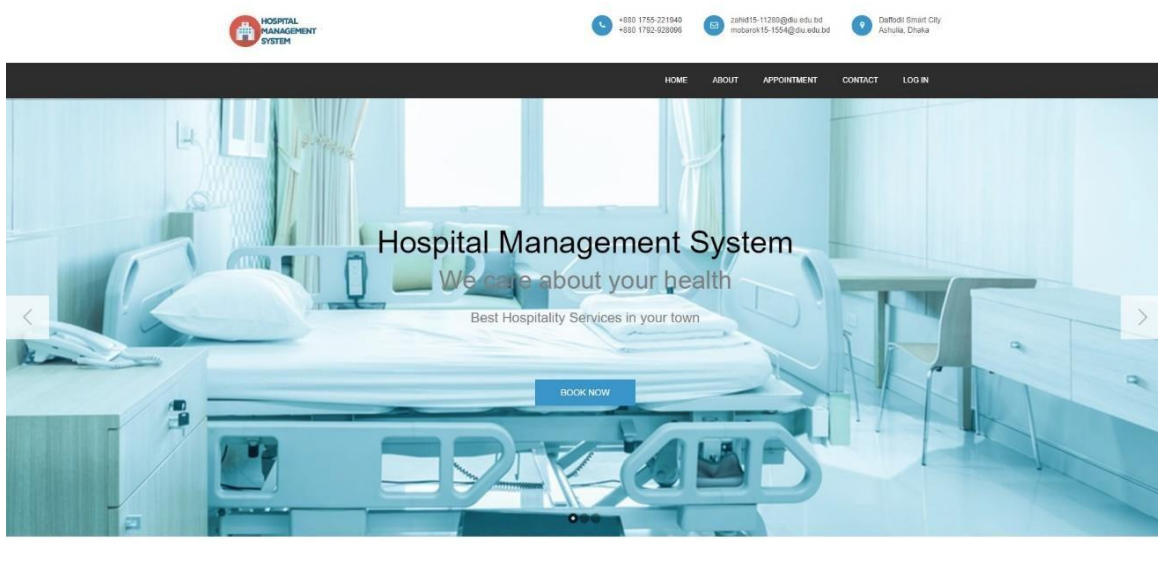 HOSPITAL
MANAGEMENT
SYSTEM
+880 1755-221940
+880 1792-928096
zahid15-11280@diu.edu.bd
mobarok15-1554@diu.edu.bd
Daffodil Smart City
Ashulia, Dhaka
HOME ABOUT APPOINTMENT CONTACT LOG IN
Hospital Management System
We care about your health
Best Hospitality Services in your town
BOOK NOW